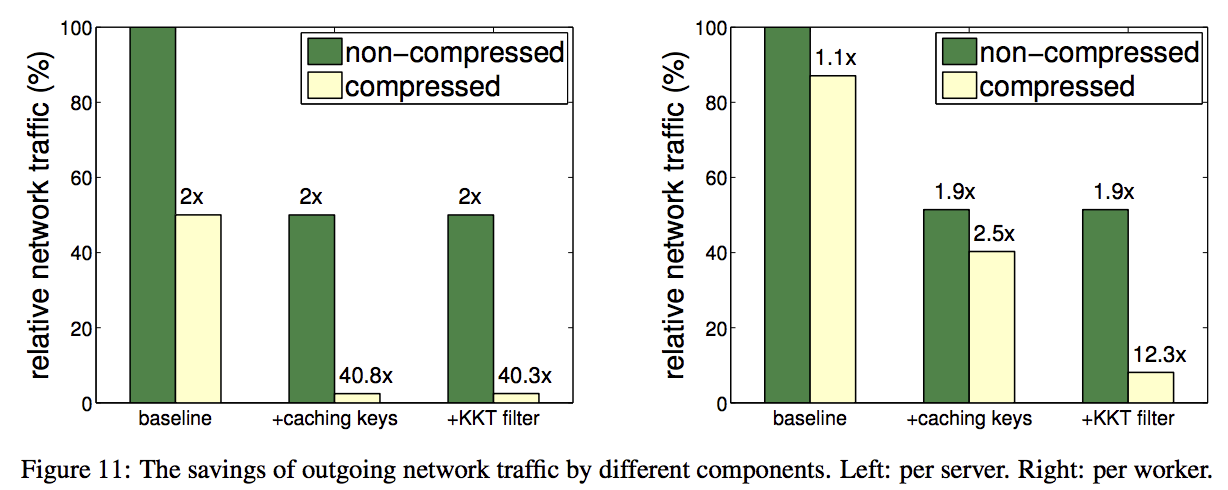 relative network traffic (%)
100
80
60
40
20
0
non−compressed
compressed
2x
2x
40.8x
2x
40.3x
baseline
+caching keys
+KKT filter
relative network traffic (%)
100
80
60
40
20
0
non−compressed
compressed
1.1x
1.9x
2.5x
1.9x
12.3x
baseline
+caching keys
+KKT filter
Figure 11: The savings of outgoing network traffic by different components. Left: per server. Right: per worker.